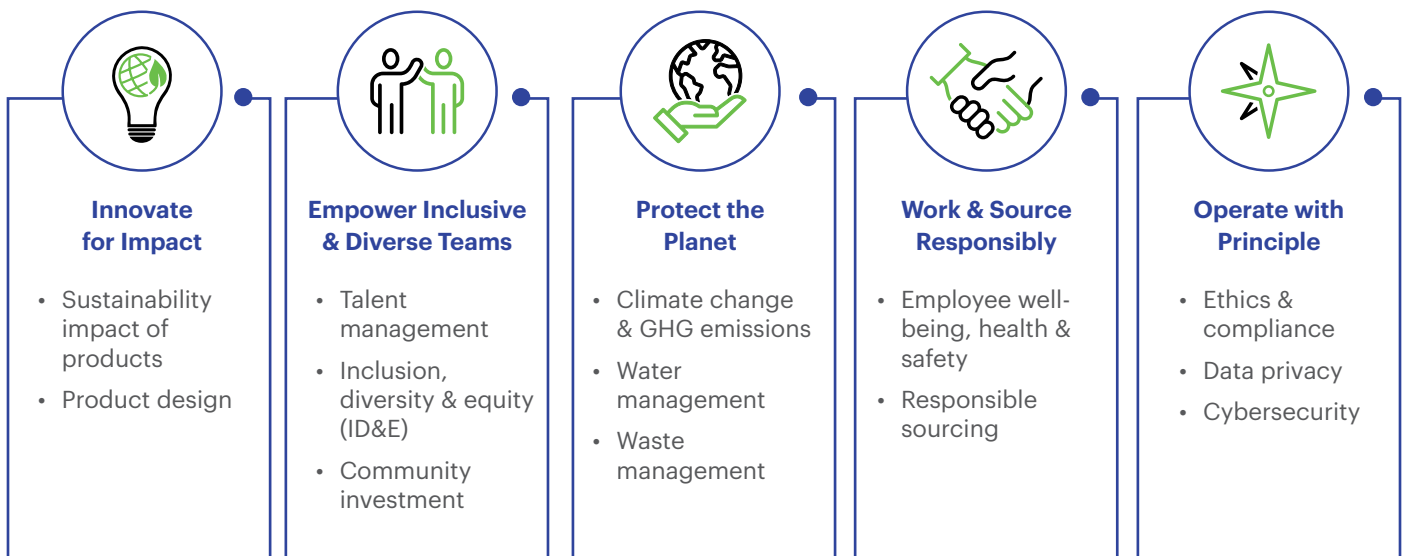 Innovate
for Impact
• Sustainability
impact of
products
• Product design
Empower Inclusive
& Diverse Teams
• Talent
management
• Inclusion,
diversity & equity
(ID&E)
• Community
investment
Protect the
Planet
• Climate change
& GHG emissions
• Water
management
• Waste
management
Work & Source
Responsibly
• Employee well-
being, health &
safety
• Responsible
sourcing
Operate with
Principle
• Ethics &
compliance
• Data privacy
• Cybersecurity